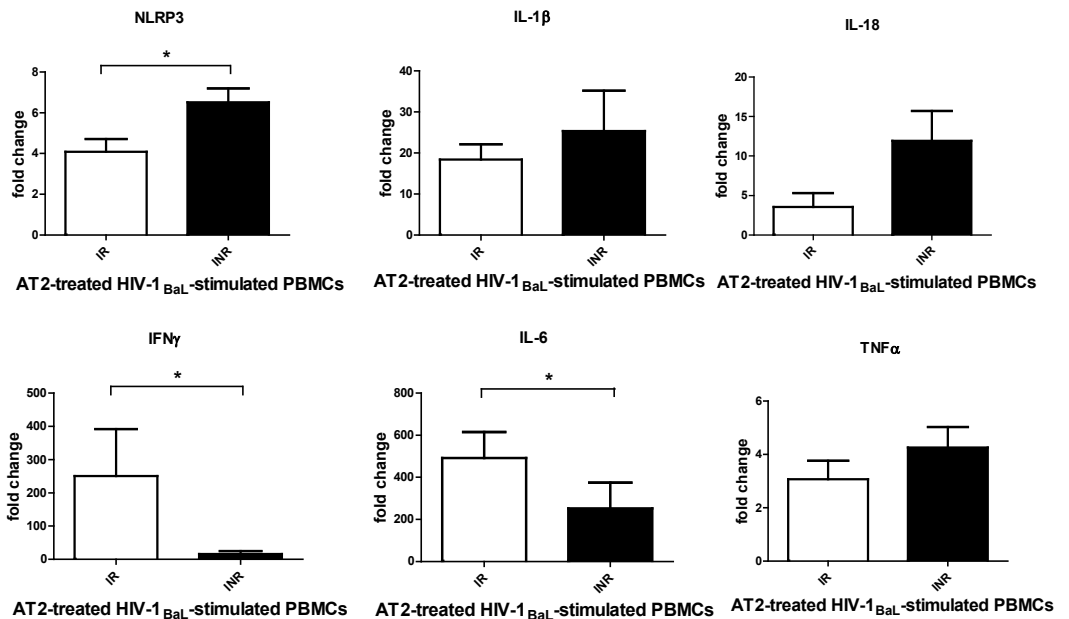 NLRP3
*
8
6
4
2
0
fold change
IR
INR
AT2-treated HIV-1BaL-stimulated PBMCs
IL-1β
40
30
20
10
0
fold change
IR
INR
AT2-treated HIV-1BaL-stimulated PBMCs
IL-18
20
15
10
5
0
fold change
IR
INR
AT2-treated HIV-1BaL-stimulated PBMCs
IFNγ
*
500
400
300
200
100
0
fold change
IR
INR
AT2-treated HIV-1BaL-stimulated PBMCs
IL-6
*
800
600
400
200
0
fold change
IR
INR
AT2-treated HIV-1BaL-stimulated PBMCs
TNFα
6
4
2
0
fold change
IR
INR
AT2-treated HIV-1BaL-stimulated PBMCs